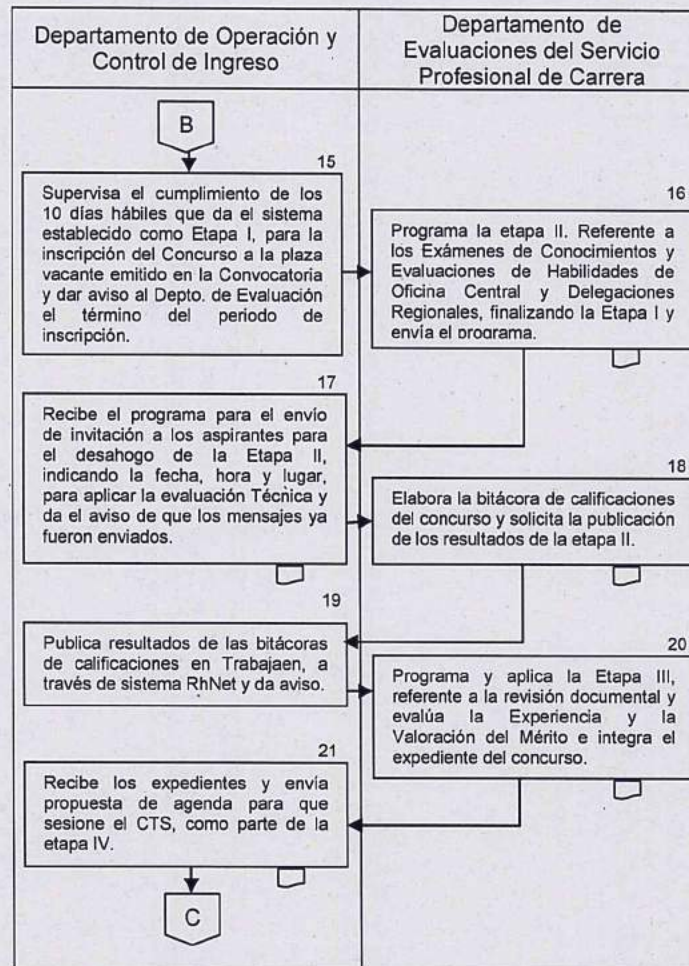 Departamento de Operación y
Control de Ingreso
Departamento de
Evaluaciones del Servicio
Profesional de Carrera
B
15
Supervisa el cumplimiento de los
10 días hábiles que da el sistema
establecido como Etapa I, para la
inscripción del Concurso a la plaza
vacante emitido en la Convocatoria
y dar aviso al Depto. de Evaluación
el término del periodo de
inscripción.
16
Programa la etapa II. Referente a
los Exámenes de Conocimientos y
Evaluaciones de Habilidades de
Oficina Central y Delegaciones
Regionales, finalizando la Etapa I y
envía el programa.
17
Recibe el programa para el envío
de invitación a los aspirantes para
el desahogo de la Etapa II,
indicando la fecha, hora y lugar,
para aplicar la evaluación Técnica y
da el aviso de que los mensajes ya
fueron enviados.
18
Elabora la bitácora de calificaciones
del concurso y solicita la publicación
de los resultados de la etapa II.
19
Publica resultados de las bitácoras
de calificaciones en Trabajaen, a
través de sistema RhNet y da aviso.
20
Programa y aplica la Etapa III,
referente a la revisión documental y
evalúa la Experiencia y la
Valoración del Mérito e integra el
expediente del concurso.
21
Recibe los expedientes y envía
propuesta de agenda para que
sesione el CTS, como parte de la
etapa IV.
C